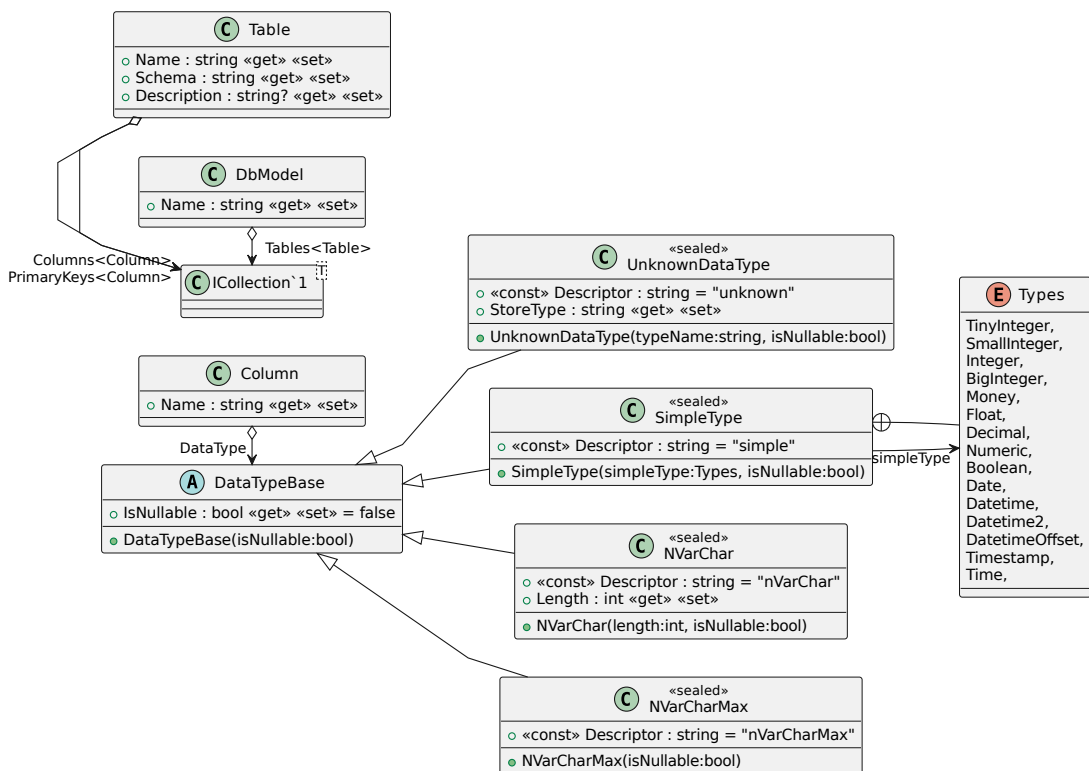 C Table
Name : string «get» «set»
Schema : string «get» «set»
Description : string? «get» «set»
C DbModel
Name : string «get» «set»
Tables<Table>
Columns<Column>
PrimaryKeys<Column>
C ICollection`1
T
C Column
Name : string «get» «set»
DataType
A DataTypeBase
IsNullable : bool «get» «set» = false
DataTypeBase(isNullable:bool)
«sealed»
C UnknownDataType
«const» Descriptor : string = "unknown"
StoreType : string «get» «set»
UnknownDataType(typeName:string, isNullable:bool)
«sealed»
C SimpleType
«const» Descriptor : string = "simple"
SimpleType(simpleType:Types, isNullable:bool)
simpleType
«sealed»
C NVarChar
«const» Descriptor : string = "nVarChar"
Length : int «get» «set»
NVarChar(length:int, isNullable:bool)
«sealed»
C NVarCharMax
«const» Descriptor : string = "nVarCharMax"
NVarCharMax(isNullable:bool)
E Types
TinyInteger,
SmallInteger,
Integer,
BigInteger,
Money,
Float,
Decimal,
Numeric,
Boolean,
Date,
Datetime,
Datetime2,
DatetimeOffset,
Timestamp,
Time,